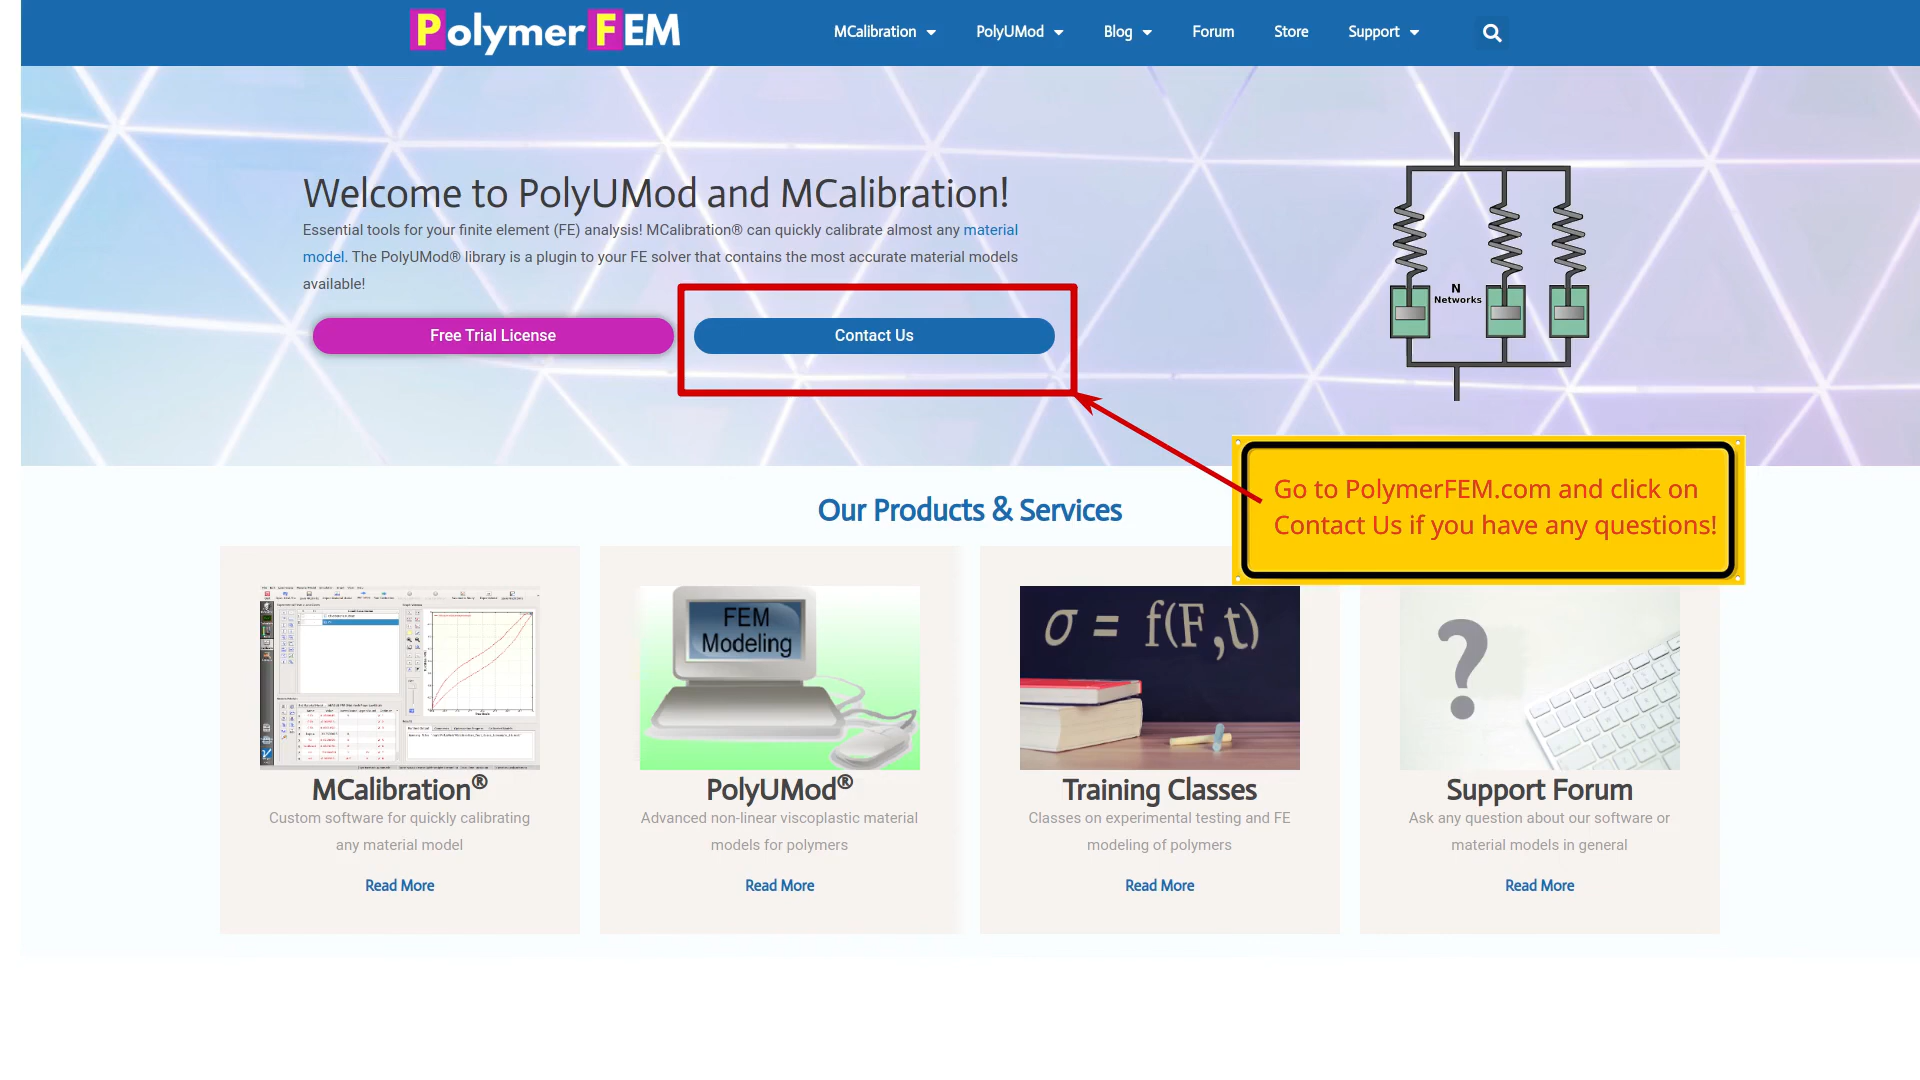 PolymerFEM
MCalibration
PolyUMod
Blog
Forum
Store
Support
Welcome to PolyUMod and MCalibration!
Essential tools for your finite element (FE) analysis! MCalibration® can quickly calibrate almost any material
model. The PolyUMod® library is a plugin to your FE solver that contains the most accurate material models
available!
Free Trial License
Contact Us
N
Networks
Go to PolymerFEM.com and click on
Contact Us if you have any questions!
Our Products & Services
FEM
Modeling
σ = f(F,t)
?
MCalibration®
Custom software for quickly calibrating
any material model
Read More
PolyUMod®
Advanced non-linear viscoplastic material
models for polymers
Read More
Training Classes
Classes on experimental testing and FE
modeling of polymers
Read More
Support Forum
Ask any question about our software or
material models in general
Read More